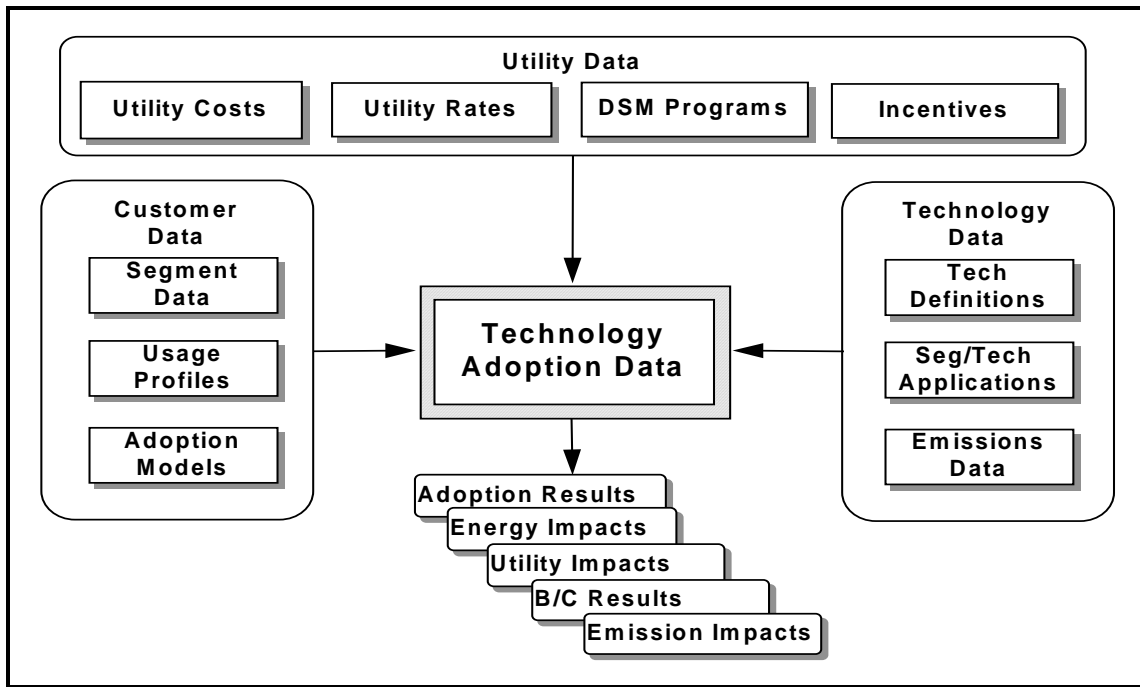 Utility Data
Utility Costs
Utility Rates
DSM Programs
Incentives
Customer
Data
Segment
Data
Usage
Profiles
Adoption
Models
Technology
Adoption Data
Technology
Data
Tech
Definitions
Seg/Tech
Applications
Emissions
Data
Adoption Results
Energy Impacts
Utility Impacts
B/C Results
Emission Impacts